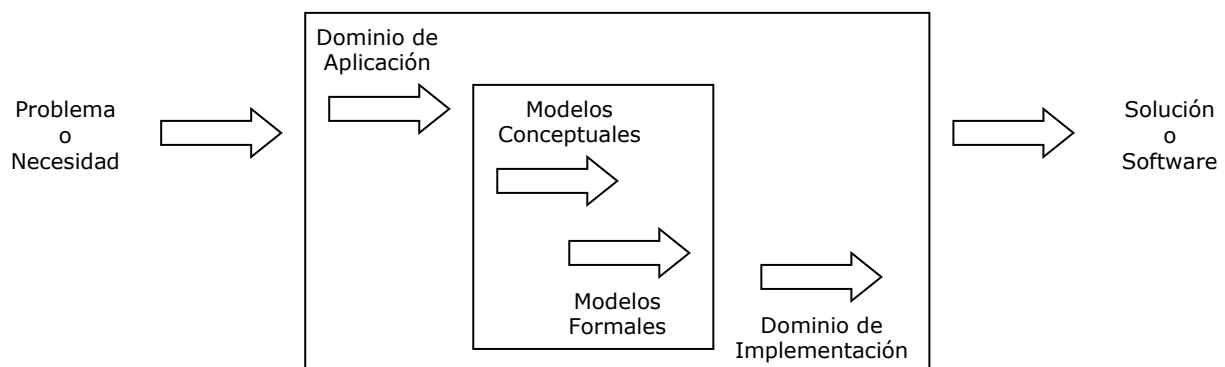 Problema
o
Necesidad
Dominio de
Aplicación
Modelos
Conceptuales
Modelos
Formales
Dominio de
Implementación
Solución
o
Software